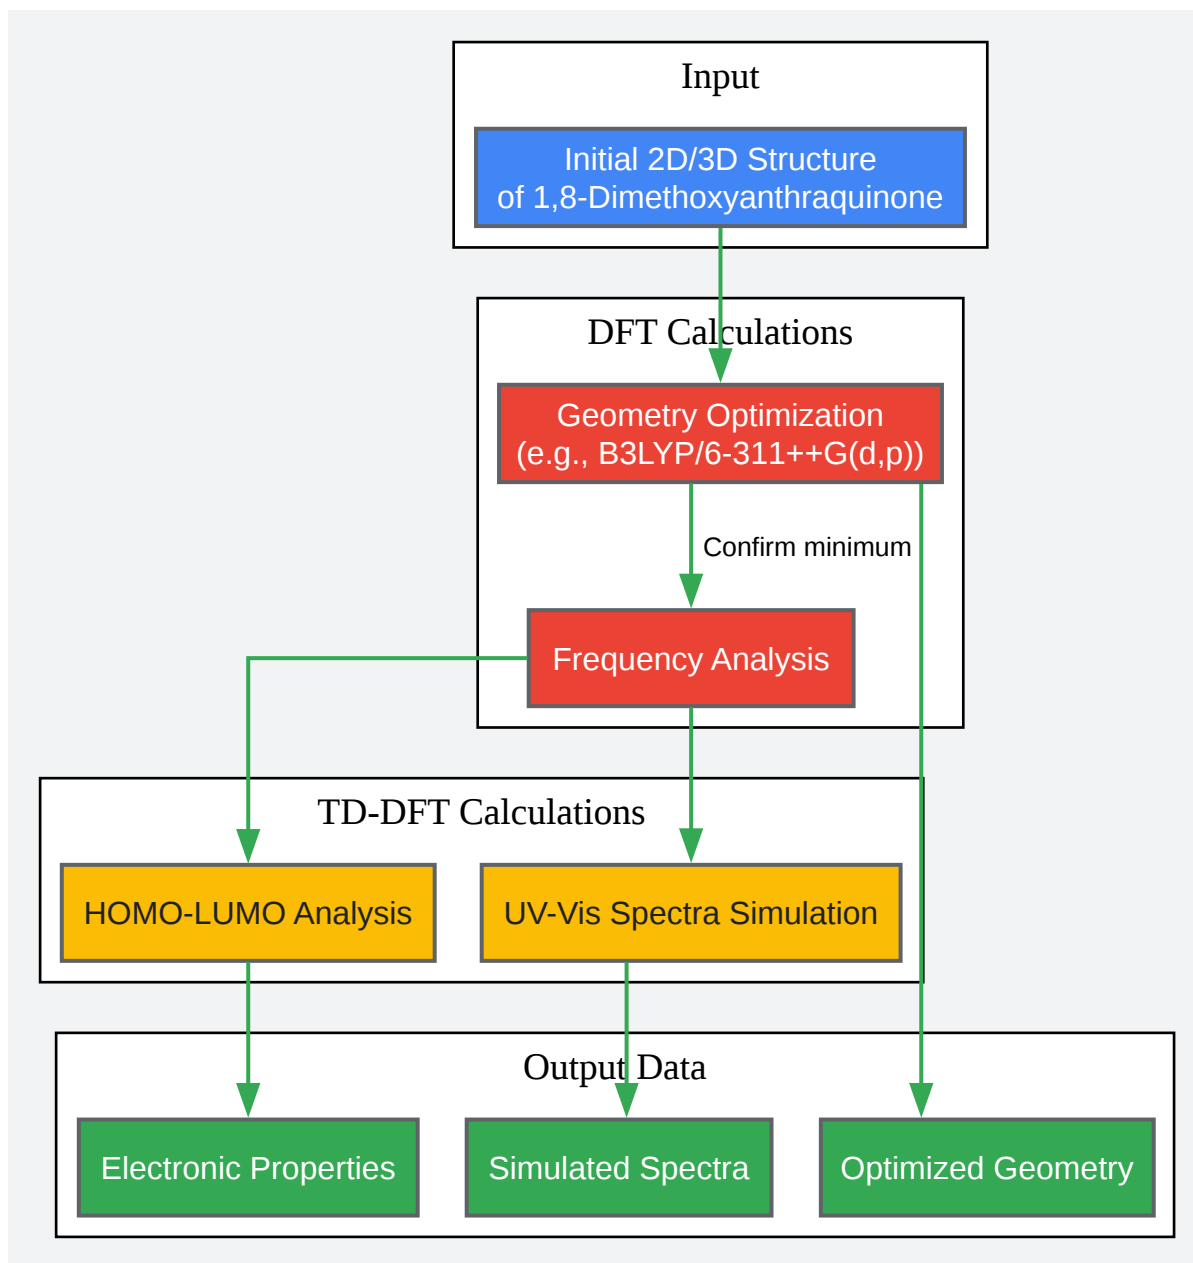 Input
Initial 2D/3D Structure
of 1,8-Dimethoxyanthraquinone
DFT Calculations
Geometry Optimization
(e.g., B3LYP/6-311++G(d,p))
Confirm minimum
Frequency Analysis
TD-DFT Calculations
HOMO-LUMO Analysis
UV-Vis Spectra Simulation
Output Data
Electronic Properties
Simulated Spectra
Optimized Geometry